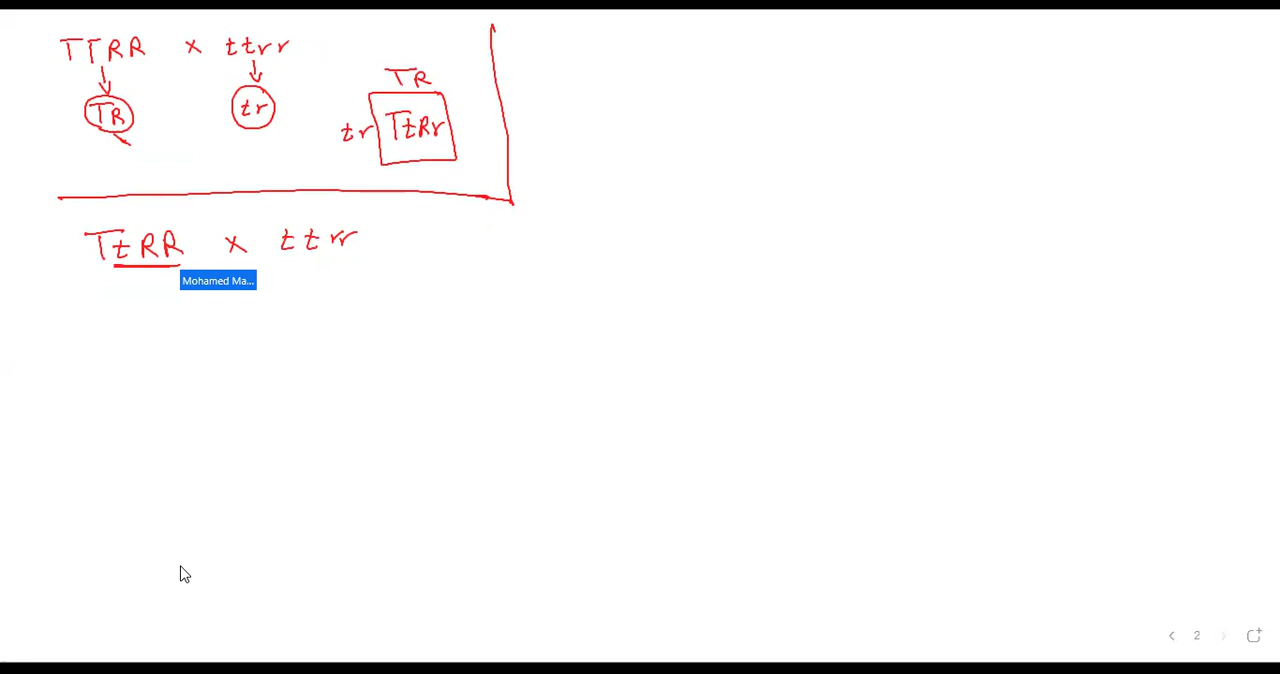 TTRR x ttrr
TR tr
TR
tr TtRr
TtRR x ttrr
Mohamed Ma...
2